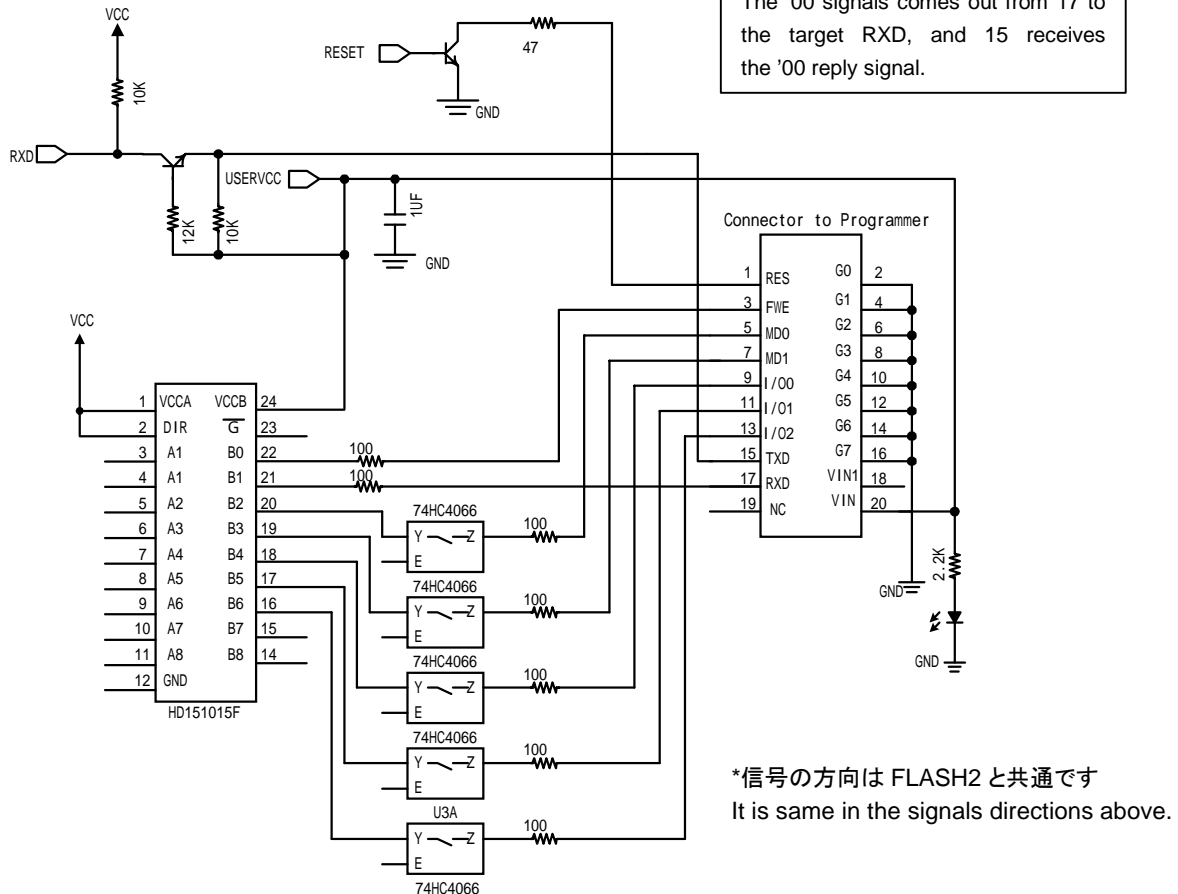 The '00 signals comes out from 17 to
the target RXD, and 15 receives
the '00 reply signal.
VCC
10K
RESET
47
GND
RXD
USERVCC
12K
10K
1UF
GND
Connector to Programmer
1 RES G0 2
3 FWE G1 4
5 MD0 G2 6
7 MD1 G3 8
9 I/O0 G4 10
11 I/O1 G5 12
13 I/O2 G6 14
15 TXD G7 16
17 RXD VIN1 18
19 NC VIN 20
2.2K
GND
GND
VCC
1 VCCA VCCB 24
2 DIR G 23
3 A1 B0 22
4 A1 B1 21
5 A2 B2 20
6 A3 B3 19
7 A4 B4 18
8 A5 B5 17
9 A6 B6 16
10 A7 B7 15
11 A8 B8 14
12 GND
HD151015F
100
100
74HC4066
Y Z
E
100
74HC4066
Y Z
E
100
74HC4066
Y Z
E
100
74HC4066
Y Z
E
100
U3A
Y Z
E
100
74HC4066
*信号の方向は FLASH2 と共通です
It is same in the signals directions above.